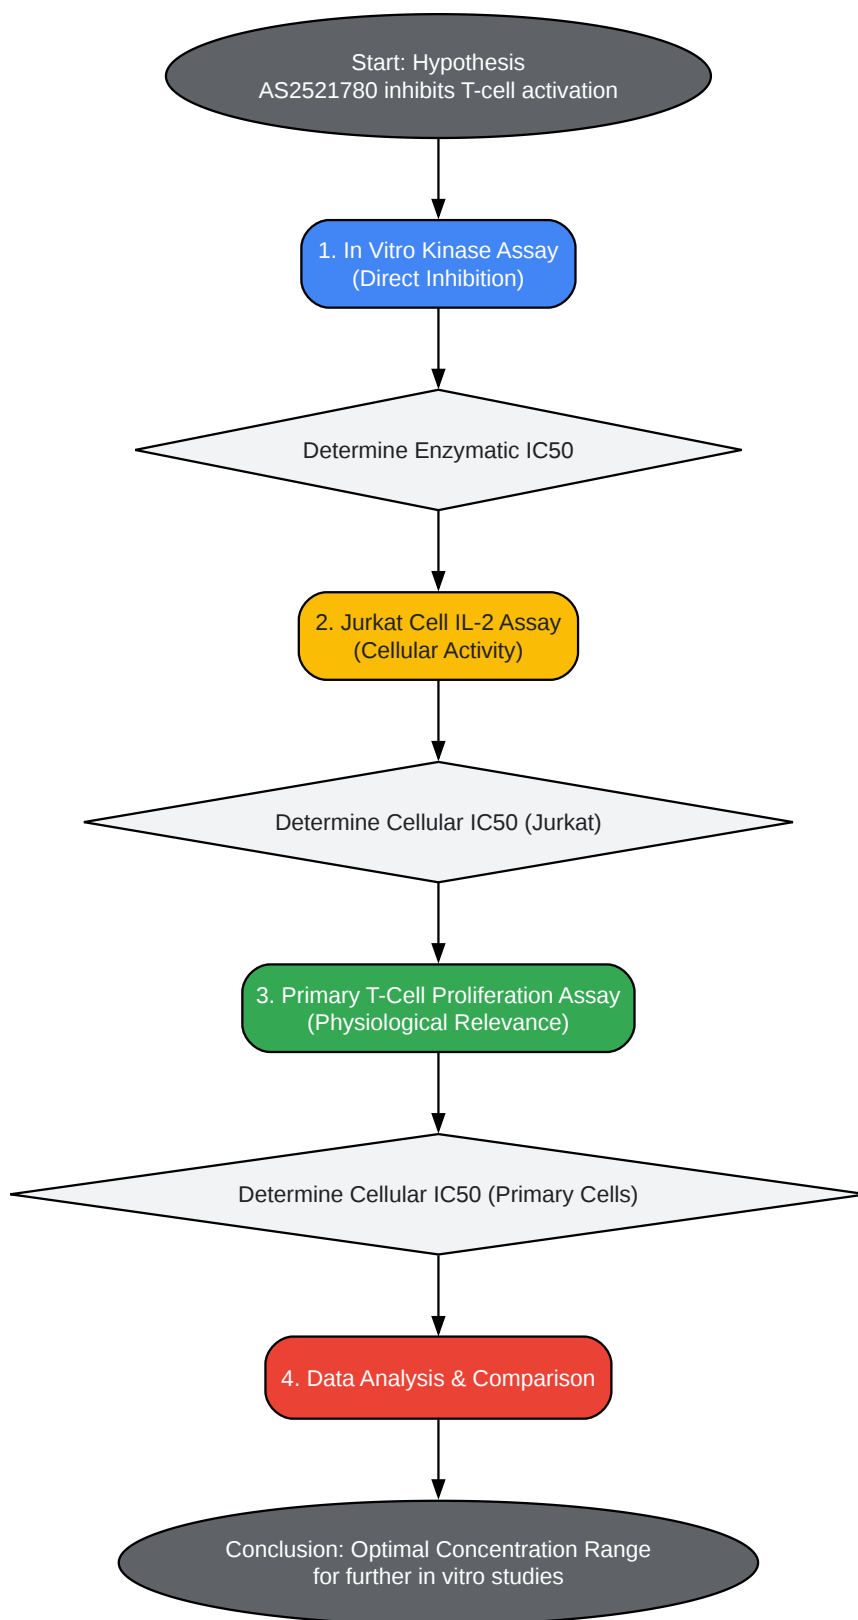 Start: Hypothesis
AS2521780 inhibits T-cell activation
1. In Vitro Kinase Assay
(Direct Inhibition)
Determine Enzymatic IC50
2. Jurkat Cell IL-2 Assay
(Cellular Activity)
Determine Cellular IC50 (Jurkat)
3. Primary T-Cell Proliferation Assay
(Physiological Relevance)
Determine Cellular IC50 (Primary Cells)
4. Data Analysis & Comparison
Conclusion: Optimal Concentration Range
for further in vitro studies